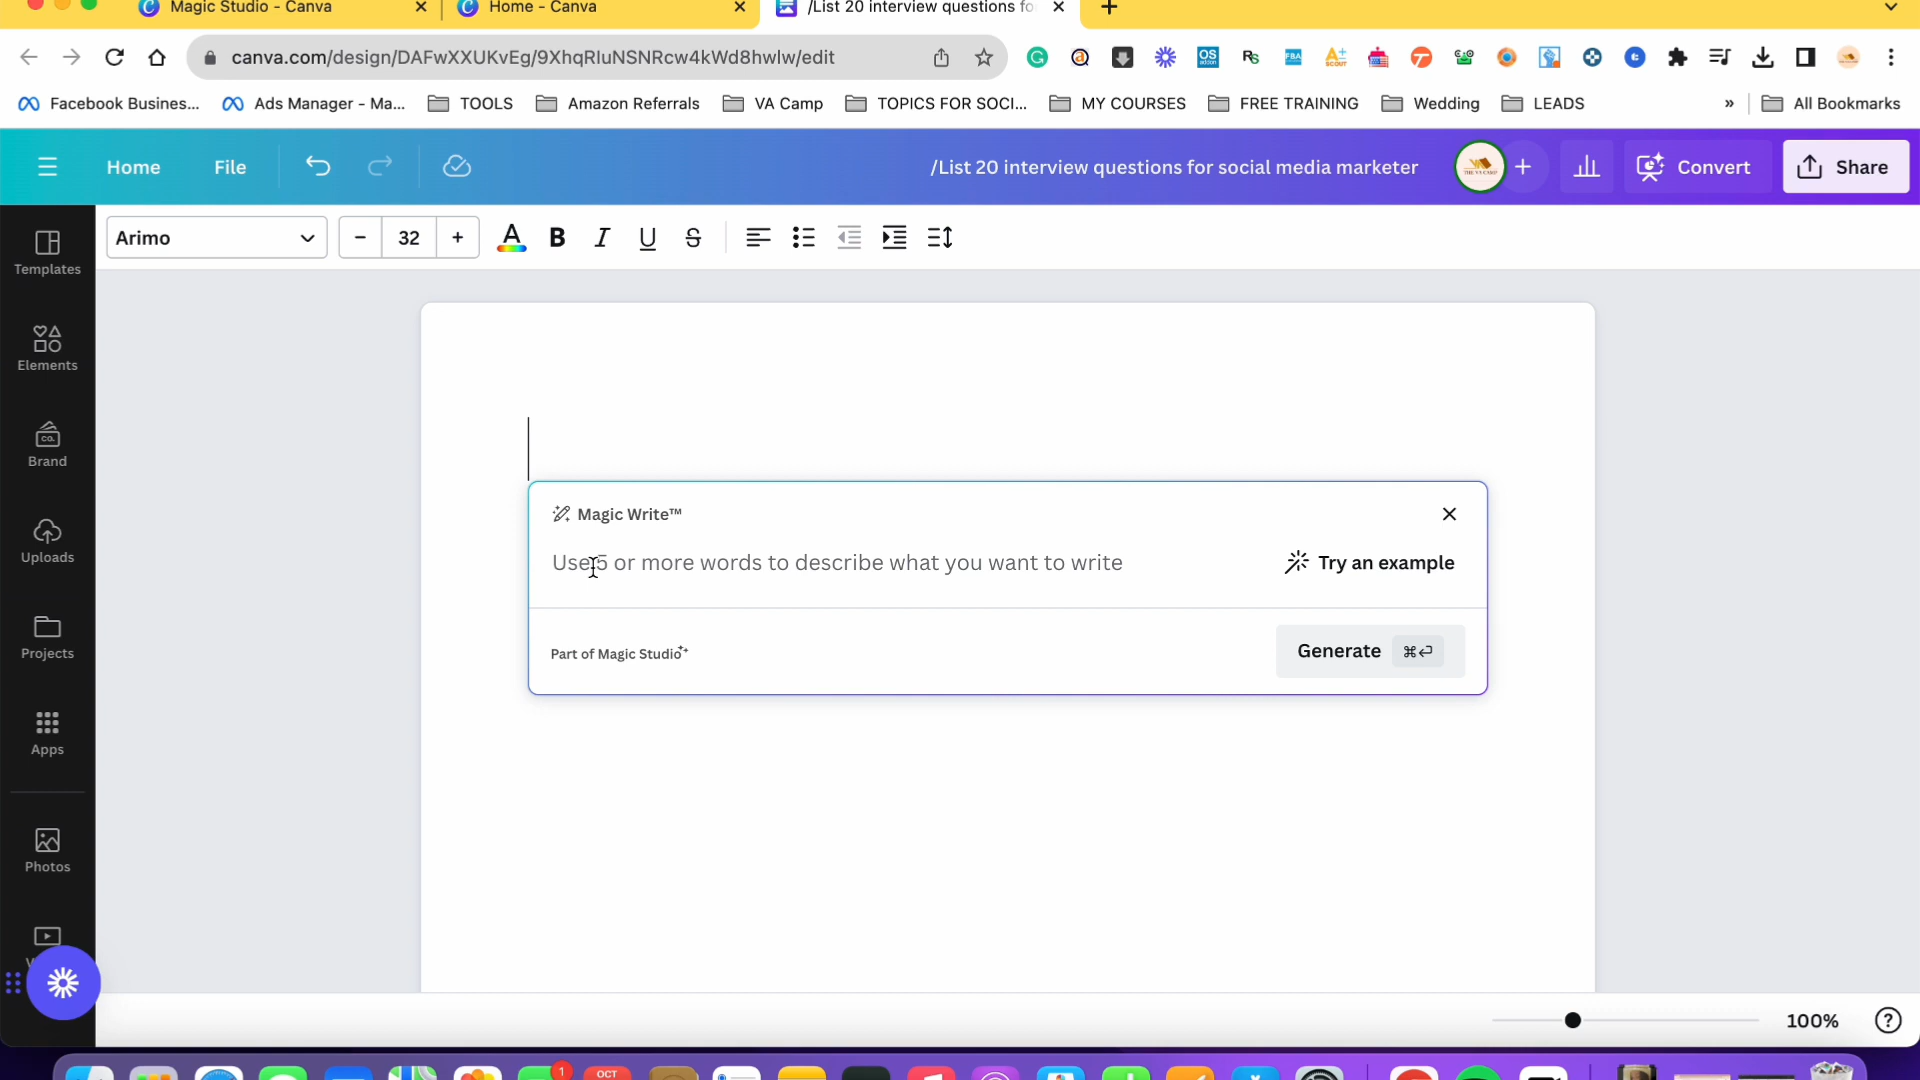 Magic Studio - Canva
Home - Canva
/List 20 interview questions fo
canva.com/design/DAFwXXUKvEg/9XhqRIuNSNRcw4kWd8hwlw/edit
Facebook Busines...
Ads Manager - Ma...
TOOLS
Amazon Referrals
VA Camp
TOPICS FOR SOCI...
MY COURSES
FREE TRAINING
Wedding
LEADS
»
All Bookmarks
Home
File
/List 20 interview questions for social media marketer
Convert
Share
Arimo
32
A
B
I
U
S
Templates
Elements
Brand
Uploads
Projects
Apps
Photos
Magic Write™
Use 5 or more words to describe what you want to write
Try an example
Part of Magic Studio
Generate ⌘⏎
100%
?
1
OCT